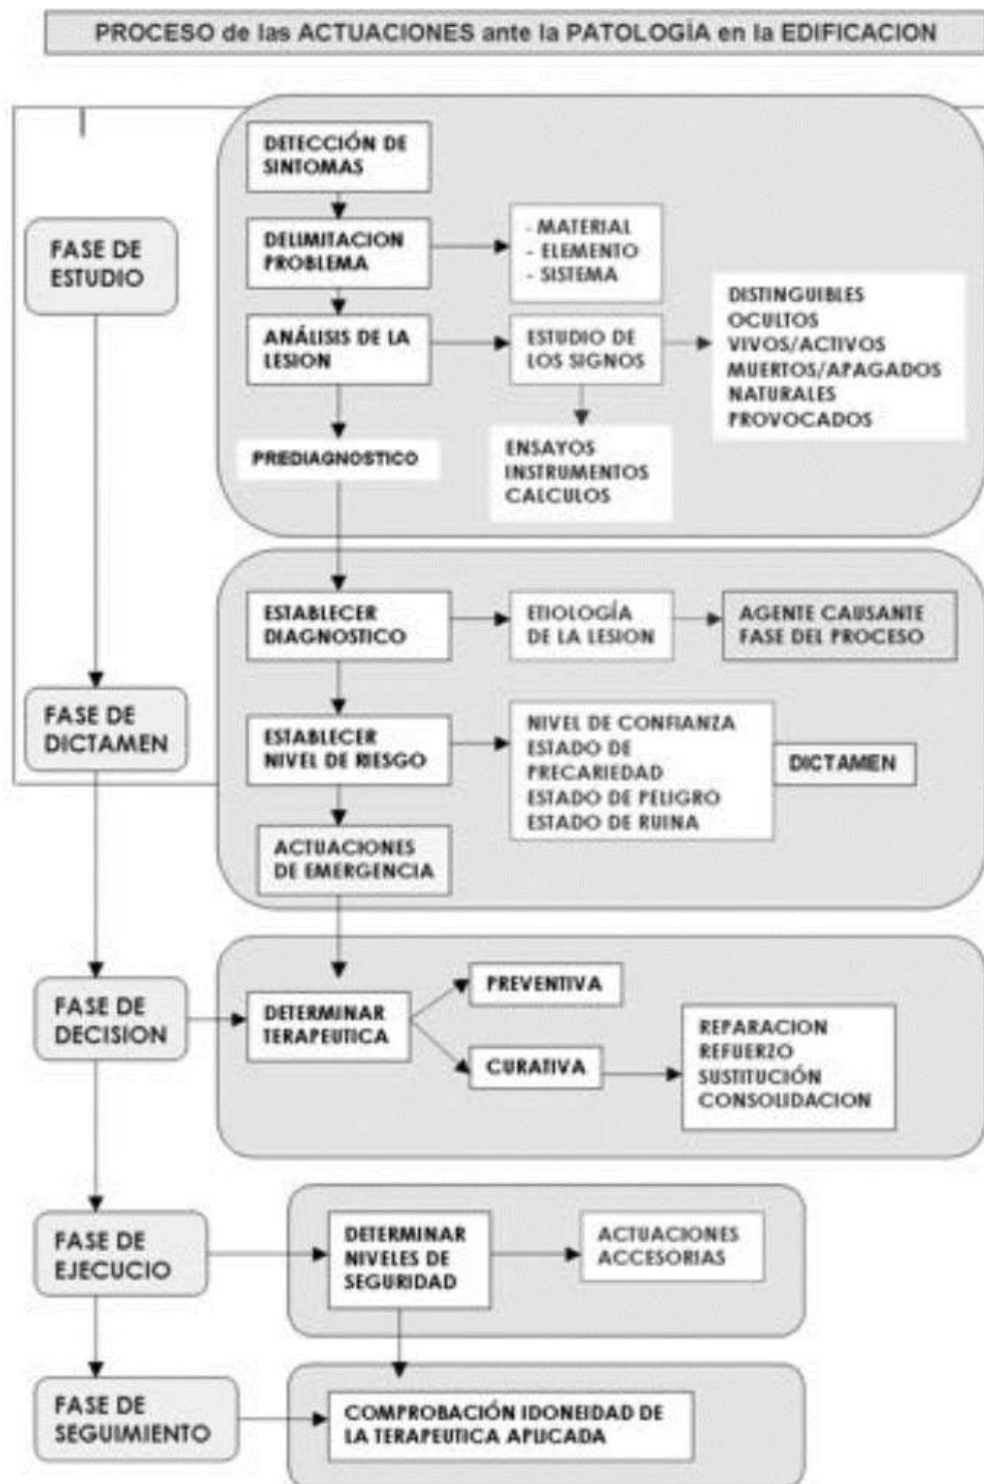 PROCESO de las ACTUACIONES ante la PATOLOGÍA en la EDIFICACION
FASE DE
ESTUDIO
DETECCIÓN DE
SINTOMAS
DELIMITACION
PROBLEMA
- MATERIAL
- ELEMENTO
- SISTEMA
ANÁLISIS DE LA
LESION
ESTUDIO DE
LOS SIGNOS
DISTINGUIBLES
OCULTOS
VIVOS/ACTIVOS
MUERTOS/APAGADOS
NATURALES
PROVOCADOS
PREDIAGNOSTICO
ENSAYOS
INSTRUMENTOS
CALCULOS
FASE DE
DICTAMEN
ESTABLECER
DIAGNOSTICO
ETIOLOGÍA
DE LA LESION
AGENTE CAUSANTE
FASE DEL PROCESO
ESTABLECER
NIVEL DE RIESGO
NIVEL DE CONFIANZA
ESTADO DE
PRECARIEDAD
ESTADO DE PELIGRO
ESTADO DE RUINA
DICTAMEN
ACTUACIONES
DE EMERGENCIA
FASE DE
DECISION
DETERMINAR
TERAPEUTICA
PREVENTIVA
CURATIVA
REPARACION
REFUERZO
SUSTITUCIÓN
CONSOLIDACION
FASE DE
EJECUCIO
DETERMINAR
NIVELES DE
SEGURIDAD
ACTUACIONES
ACCESORIAS
FASE DE
SEGUIMIENTO
COMPROBACIÓN IDONEIDAD DE
LA TERAPEUTICA APLICADA